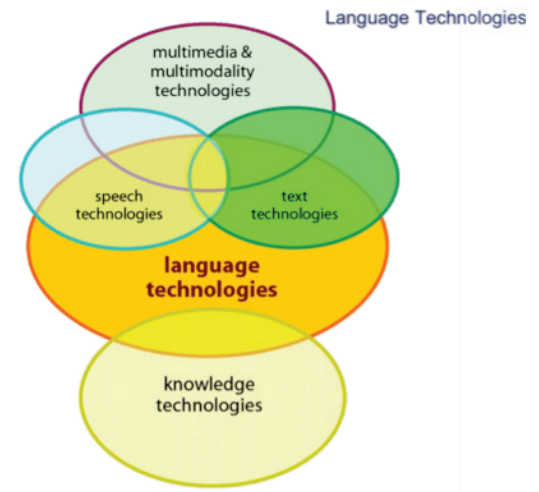 Language Technologies
multimedia &
multimodality
technologies
speech
technologies
text
technologies
language
technologies
knowledge
technologies